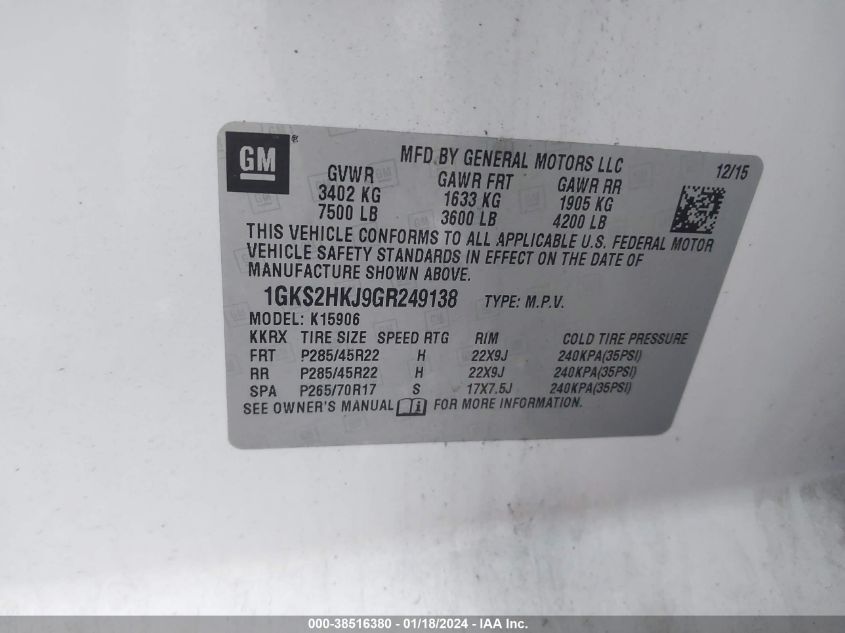 GM ®
MFD BY GENERAL MOTORS LLC 12/15
GVWR GAWR FRT GAWR RR
3402 KG 1633 KG 1905 KG
7500 LB 3600 LB 4200 LB
THIS VEHICLE CONFORMS TO ALL APPLICABLE U.S. FEDERAL MOTOR
VEHICLE SAFETY STANDARDS IN EFFECT ON THE DATE OF
MANUFACTURE SHOWN ABOVE.
1GKS2HKJ9GR249138 TYPE: M.P.V.
MODEL: K15906
KKRX TIRE SIZE SPEED RTG RIM COLD TIRE PRESSURE
FRT P285/45R22 H 22X9J 240KPA(35PSI)
RR P285/45R22 H 22X9J 240KPA(35PSI)
SPA P265/70R17 S 17X7.5J 240KPA(35PSI)
SEE OWNER'S MANUAL i FOR MORE INFORMATION.
000-38516380 - 01/18/2024 - IAA Inc.